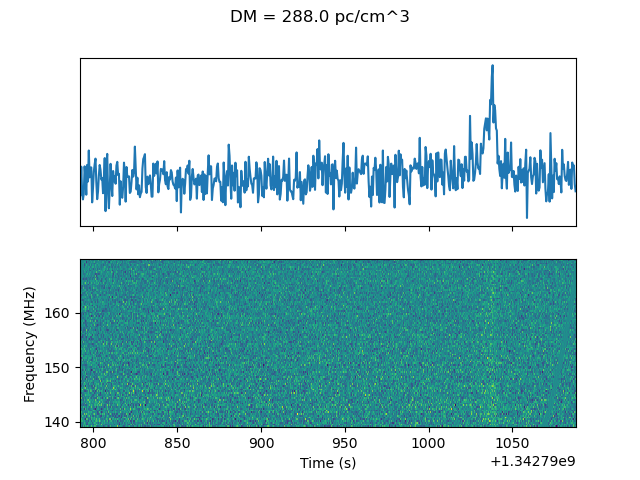 DM = 288.0 pc/cm^3
Frequency (MHz)
160
150
140
800 850 900 950 1000 1050
Time (s)
+1.34279e9